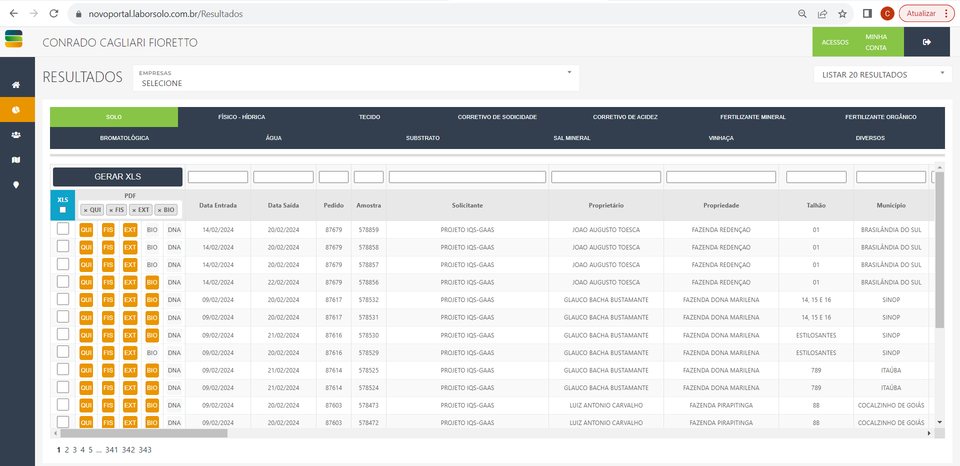 novoportal.laborsolo.com.br/Resultados
C
Atualizar
CONRADO CAGLIARI FIORETTO
ACESSOS
MINHA CONTA
RESULTADOS
EMPRESAS
SELECIONE
LISTAR 20 RESULTADOS
SOLO FÍSICO - HÍDRICA TECIDO CORRETIVO DE SODICIDADE CORRETIVO DE ACIDEZ FERTILIZANTE MINERAL FERTILIZANTE ORGÂNICO
BROMATOLÓGICA ÁGUA SUBSTRATO SAL MINERAL VINHAÇA DIVERSOS
GERAR XLS
XLS PDF
× QUI × FIS × EXT × BIO Data Entrada Data Saída Pedido Amostra Solicitante Proprietário Propriedade Talhão Município
QUI FIS EXT BIO DNA 14/02/2024 20/02/2024 87679 578859 PROJETO IQS-GAAS JOAO AUGUSTO TOESCA FAZENDA REDENÇAO 01 BRASILÂNDIA DO SUL
QUI FIS EXT BIO DNA 14/02/2024 20/02/2024 87679 578858 PROJETO IQS-GAAS JOAO AUGUSTO TOESCA FAZENDA REDENÇAO 01 BRASILÂNDIA DO SUL
QUI FIS EXT BIO DNA 14/02/2024 20/02/2024 87679 578857 PROJETO IQS-GAAS JOAO AUGUSTO TOESCA FAZENDA REDENÇAO 01 BRASILÂNDIA DO SUL
QUI FIS EXT BIO DNA 14/02/2024 22/02/2024 87679 578856 PROJETO IQS-GAAS JOAO AUGUSTO TOESCA FAZENDA REDENÇAO 01 BRASILÂNDIA DO SUL
QUI FIS EXT BIO DNA 09/02/2024 20/02/2024 87617 578532 PROJETO IQS-GAAS GLAUCO BACHA BUSTAMANTE FAZENDA DONA MARILENA 14, 15 E 16 SINOP
QUI FIS EXT BIO DNA 09/02/2024 20/02/2024 87617 578531 PROJETO IQS-GAAS GLAUCO BACHA BUSTAMANTE FAZENDA DONA MARILENA 14, 15 E 16 SINOP
QUI FIS EXT BIO DNA 09/02/2024 21/02/2024 87616 578530 PROJETO IQS-GAAS GLAUCO BACHA BUSTAMANTE FAZENDA DONA MARILENA ESTILOSANTES SINOP
QUI FIS EXT BIO DNA 09/02/2024 20/02/2024 87616 578529 PROJETO IQS-GAAS GLAUCO BACHA BUSTAMANTE FAZENDA DONA MARILENA ESTILOSANTES SINOP
QUI FIS EXT BIO DNA 09/02/2024 21/02/2024 87614 578525 PROJETO IQS-GAAS GLAUCO BACHA BUSTAMANTE FAZENDA DONA MARILENA 789 ITAÚBA
QUI FIS EXT BIO DNA 09/02/2024 21/02/2024 87614 578524 PROJETO IQS-GAAS GLAUCO BACHA BUSTAMANTE FAZENDA DONA MARILENA 789 ITAÚBA
QUI FIS EXT BIO DNA 09/02/2024 20/02/2024 87603 578473 PROJETO IQS-GAAS LUIZ ANTONIO CARVALHO FAZENDA PIRAPITINGA 88 COCALZINHO DE GOIÁS
QUI FIS EXT BIO DNA 09/02/2024 20/02/2024 87603 578472 PROJETO IQS-GAAS LUIZ ANTONIO CARVALHO FAZENDA PIRAPITINGA 88 COCALZINHO DE GOIÁS
1 2 3 4 5 ... 341 342 343